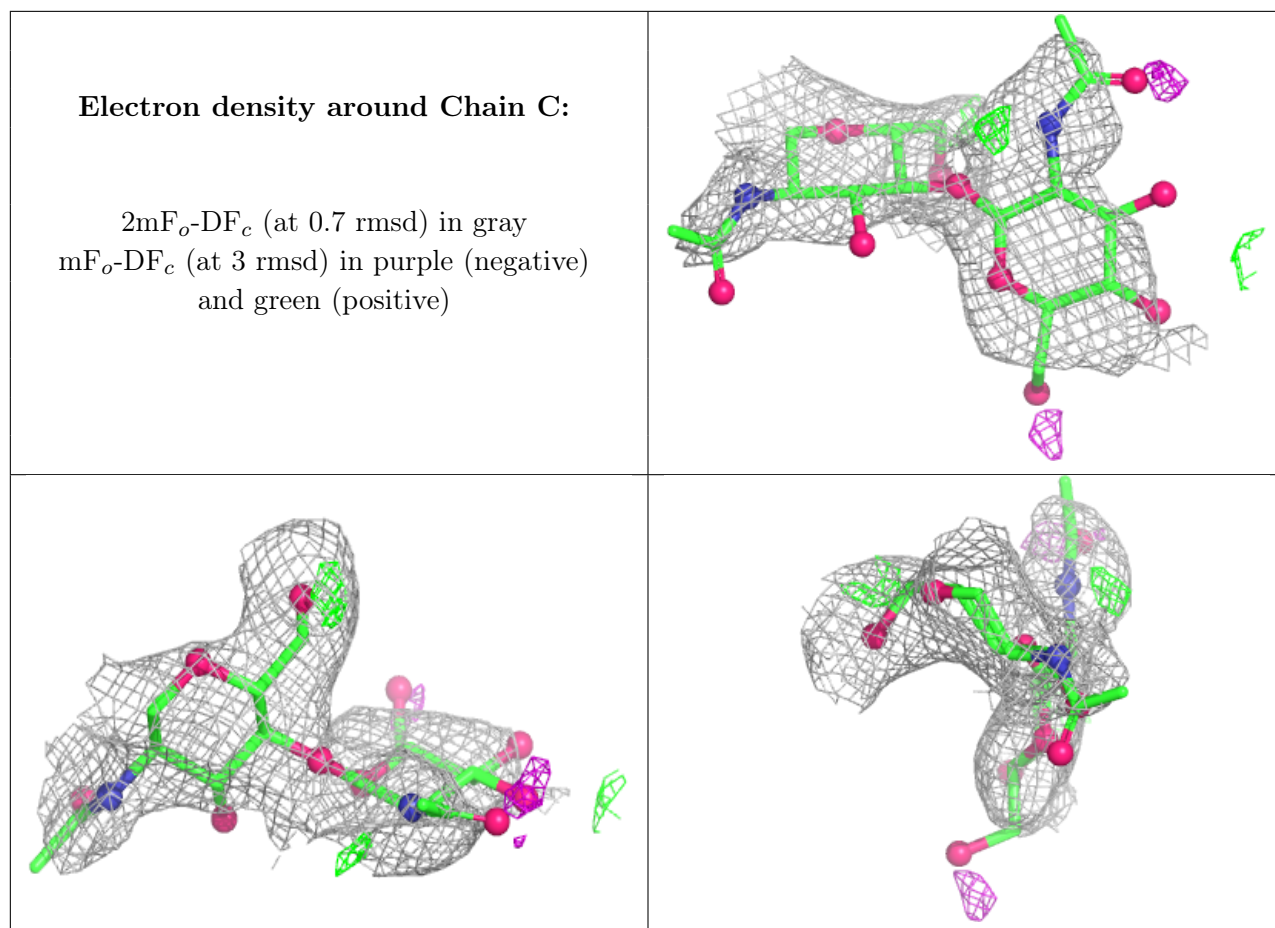 Electron density around Chain C:
2mFₒ-DF𝑐 (at 0.7 rmsd) in gray
mFₒ-DF𝑐 (at 3 rmsd) in purple (negative)
and green (positive)